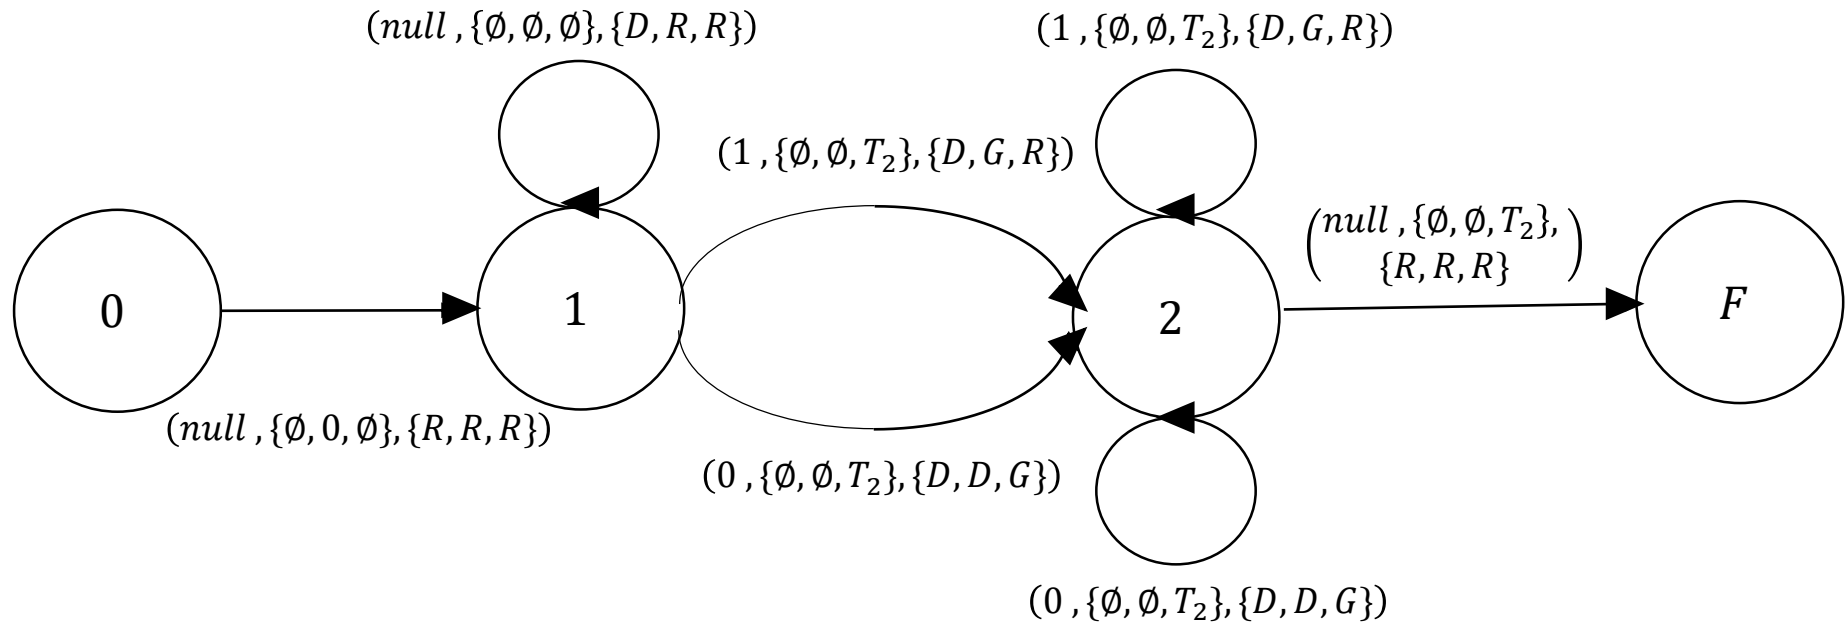 (null , {∅, ∅, ∅}, {D, R, R})
(1 , {∅, ∅, T₂}, {D, G, R})
(1 , {∅, ∅, T₂}, {D, G, R})
(null , {∅, ∅, T₂},
{R, R, R})
0
1
2
F
(null , {∅, 0, ∅}, {R, R, R})
(0 , {∅, ∅, T₂}, {D, D, G})
(0 , {∅, ∅, T₂}, {D, D, G})